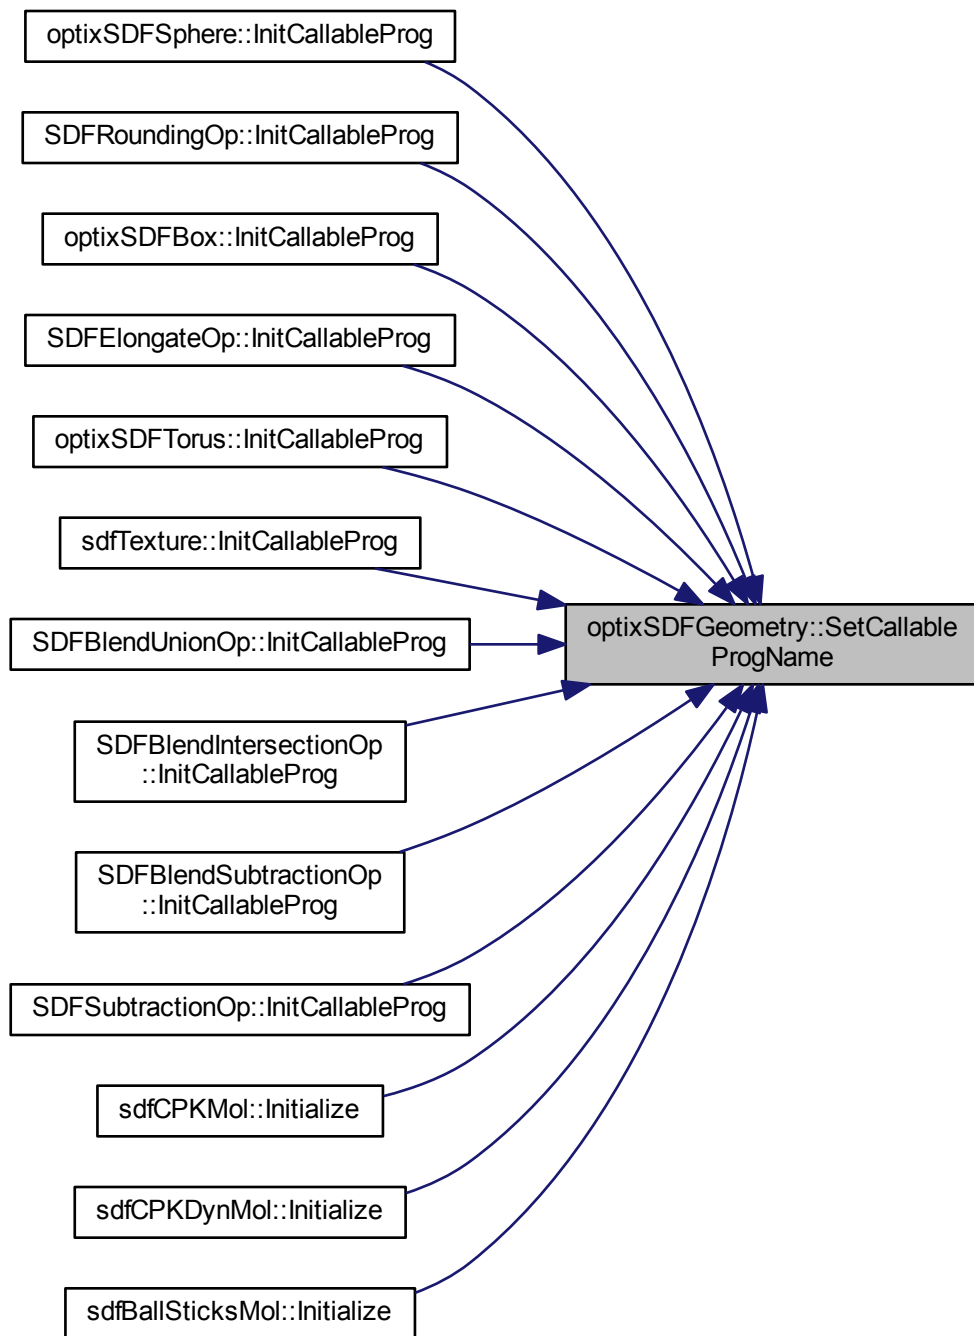 optixSDFSphere::InitCallableProg
SDFRoundingOp::InitCallableProg
optixSDFBox::InitCallableProg
SDFElongateOp::InitCallableProg
optixSDFTorus::InitCallableProg
sdfTexture::InitCallableProg
SDFBlendUnionOp::InitCallableProg
optixSDFGeometry::SetCallable
ProgName
SDFBlendIntersectionOp
::InitCallableProg
SDFBlendSubtractionOp
::InitCallableProg
SDFSubtractionOp::InitCallableProg
sdfCPKMol::Initialize
sdfCPKDynMol::Initialize
sdfBallSticksMol::Initialize